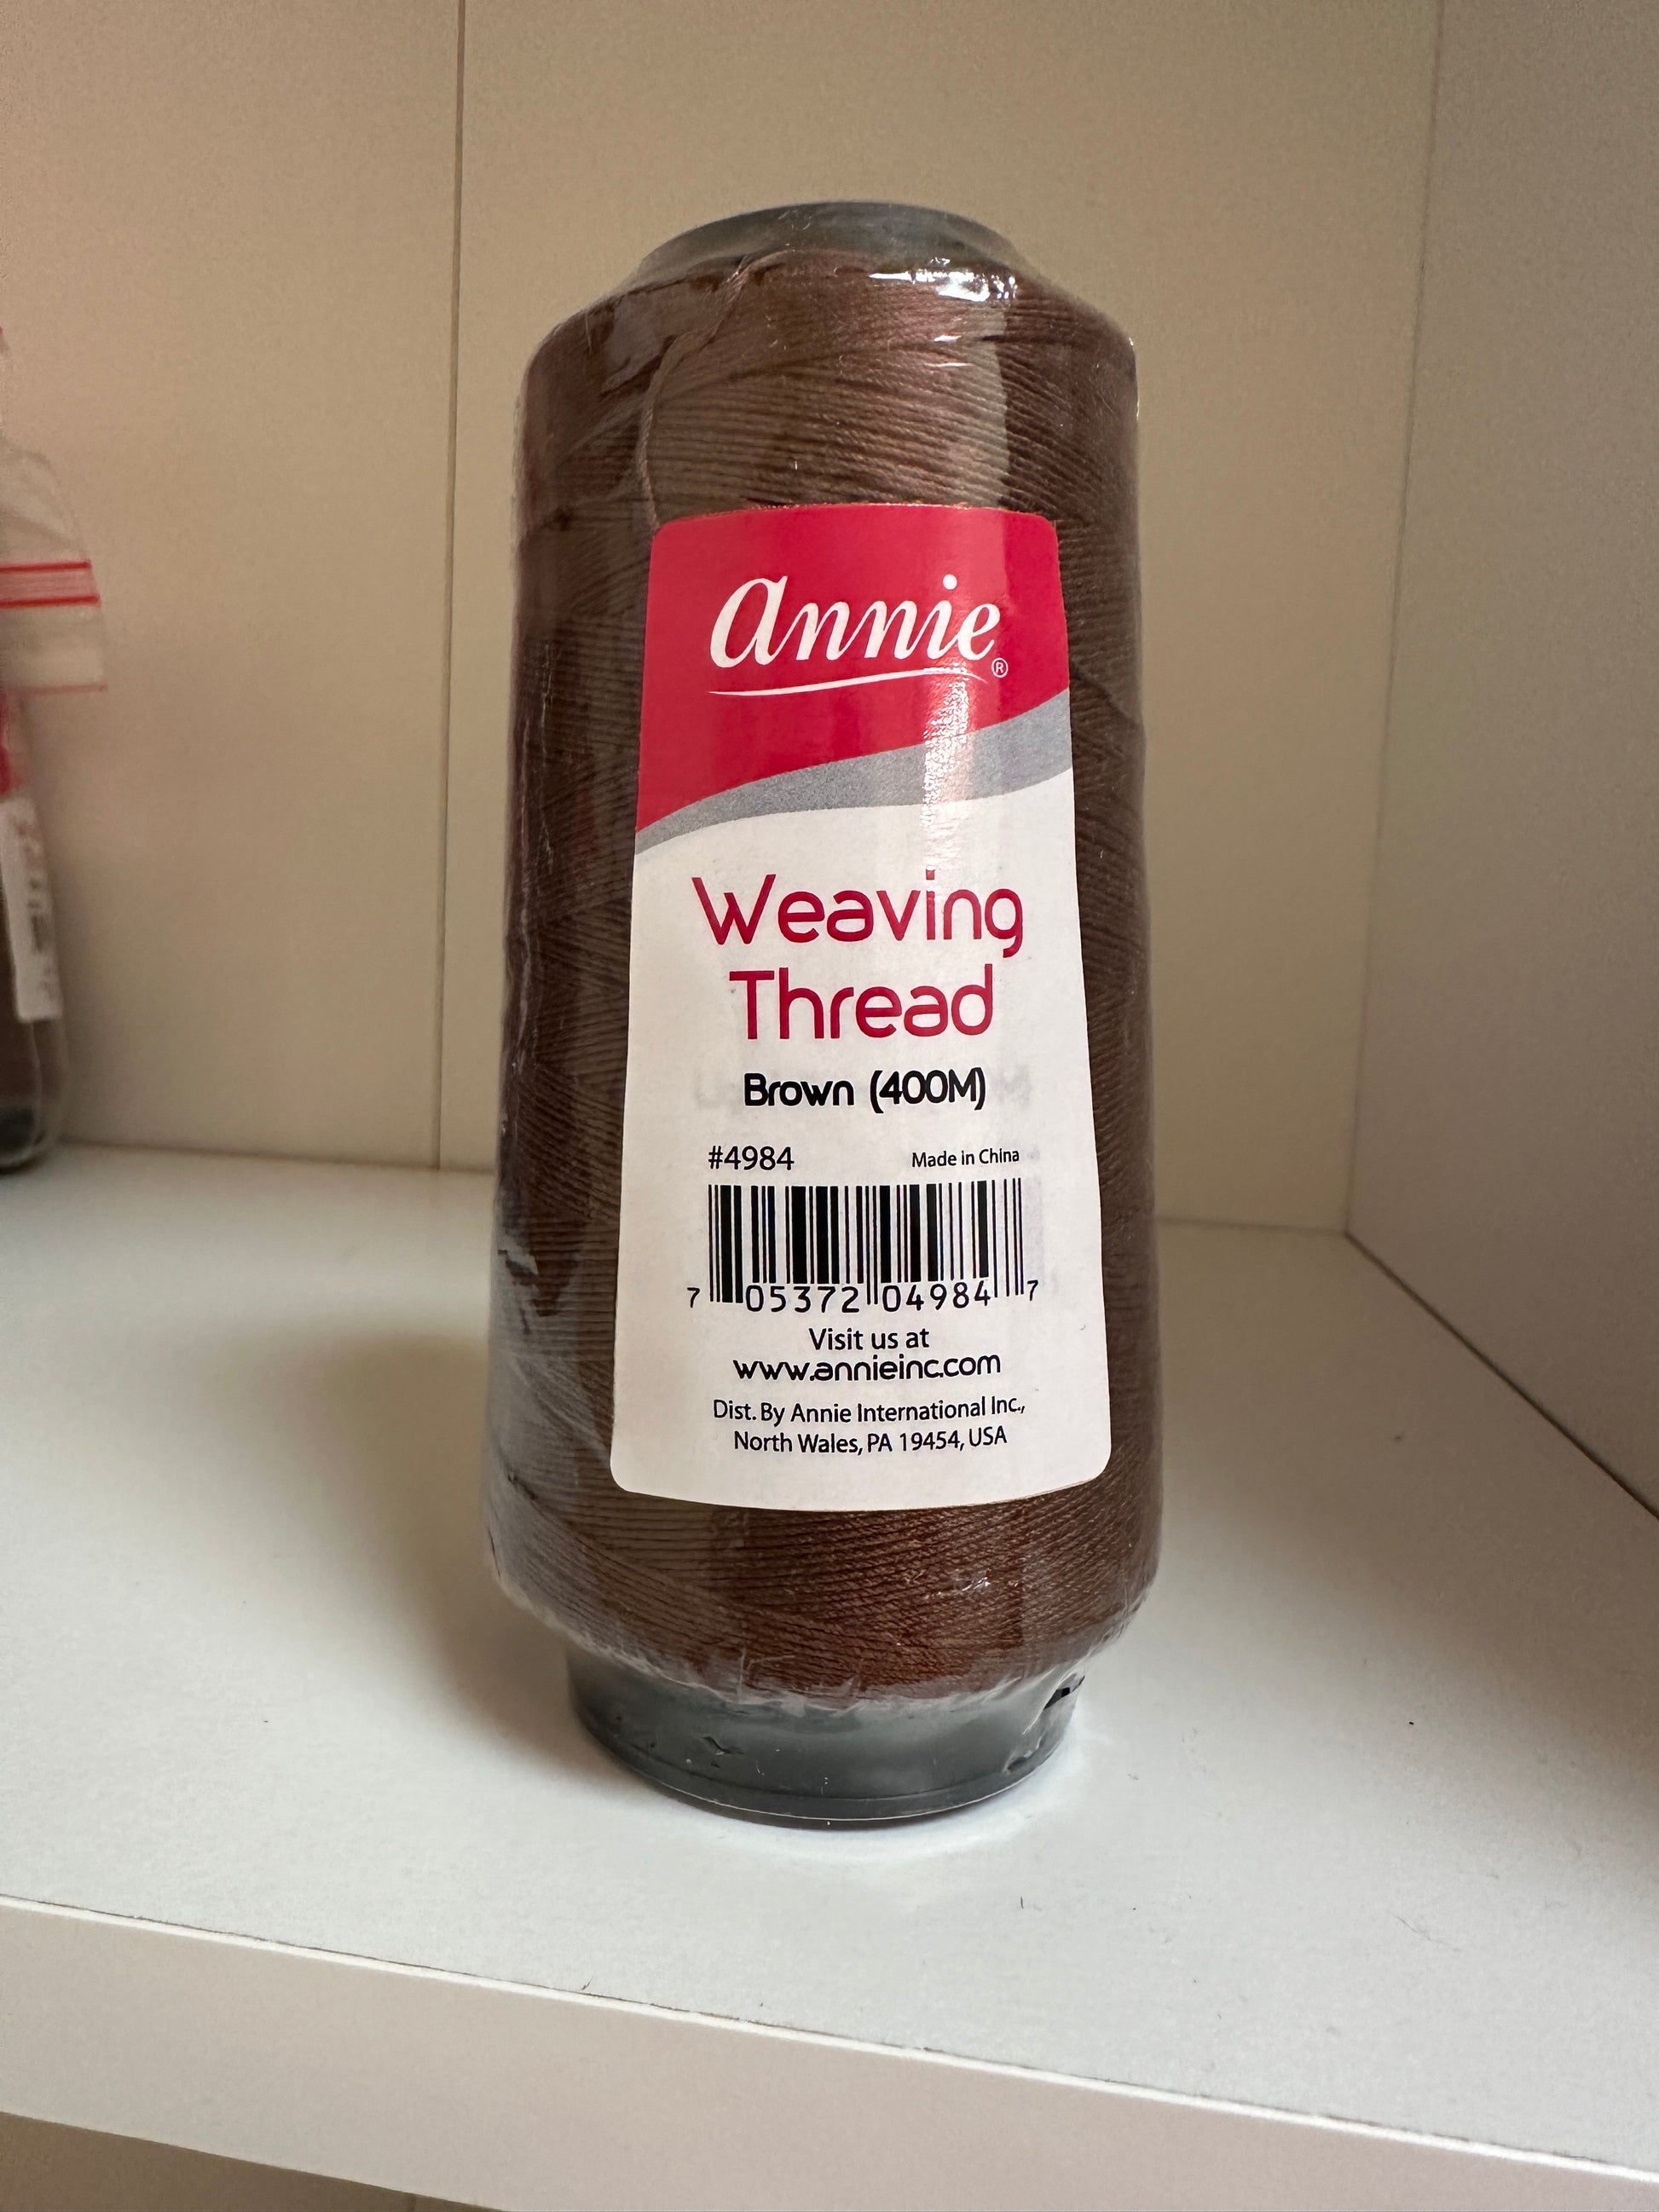 annie®
Weaving
Thread
Brown (400M)
#4984 Made in China
7 05372 04984 7
Visit us at
www.annieinc.com
Dist. By Annie International Inc.,
North Wales, PA 19454, USA